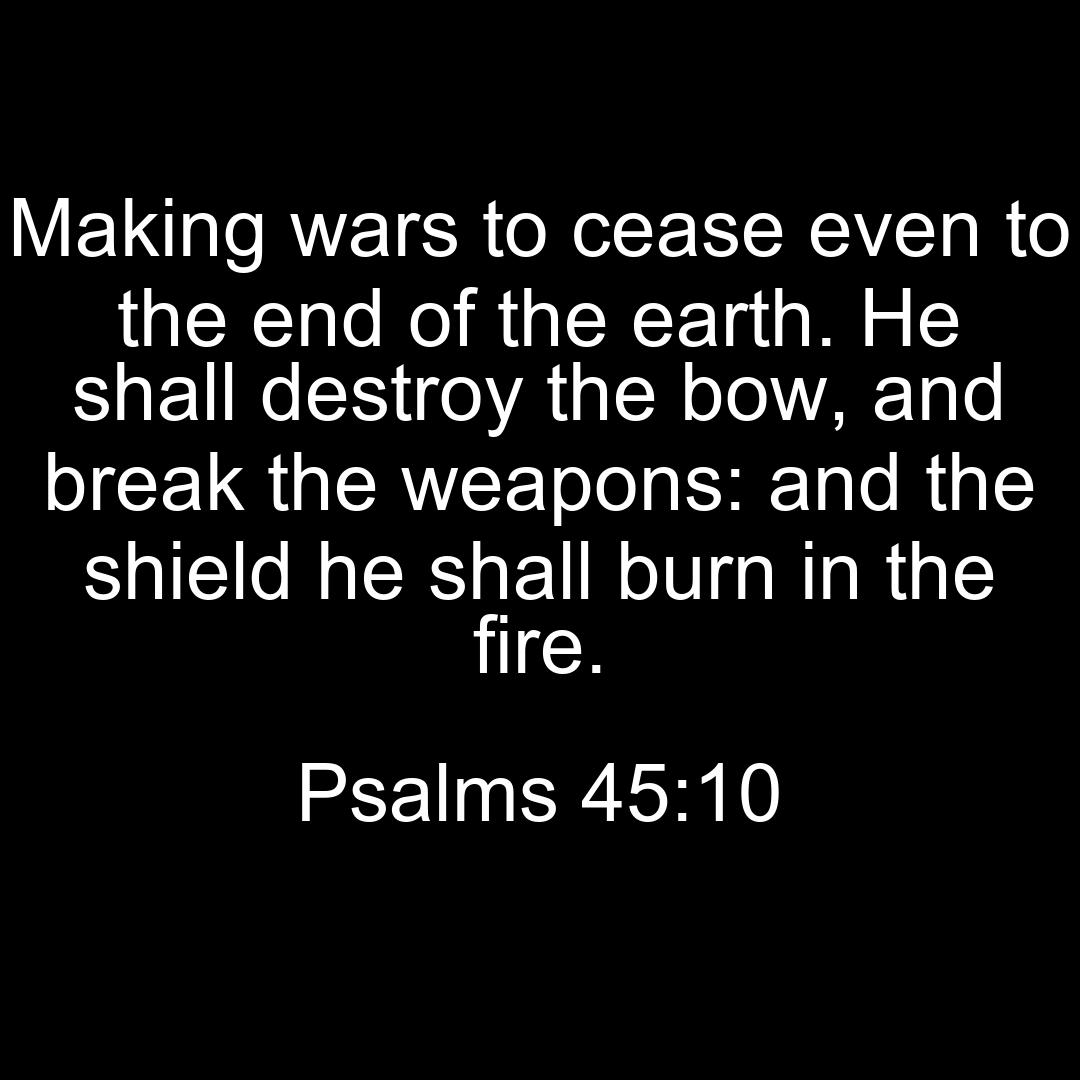 Making wars to cease even to
the end of the earth. He
shall destroy the bow, and
break the weapons: and the
shield he shall burn in the
fire.
Psalms 45:10